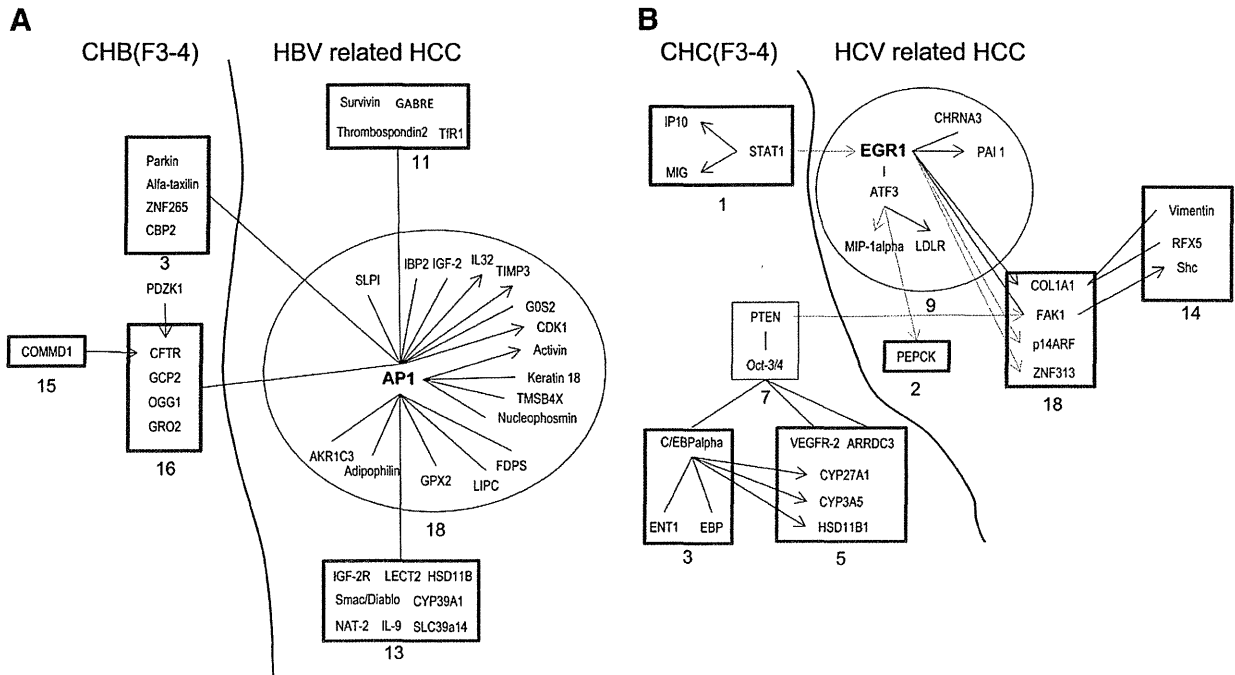 A
CHB(F3-4)
HBV related HCC
Survivin GABRE
Thrombospondin2 TfR1
11
Parkin
Alfa-taxilin
ZNF265
CBP2
3
PDZK1
COMMD1
15
CFTR
GCP2
OGG1
GRO2
16
SLPI
IBP2 IGF-2
IL32
TIMP3
G0S2
CDK1
Activin
AP1
Keratin 18
TMSB4X
Nucleophosmin
AKR1C3
Adipophilin
GPX2
LIPC
FDPS
18
IGF-2R LECT2 HSD11B
Smac/Diablo CYP39A1
NAT-2 IL-9 SLC39a14
13
B
CHC(F3-4)
HCV related HCC
IP10
STAT1
MIG
1
CHRNA3
EGR1
PAI 1
ATF3
MIP-1alpha LDLR
9
Vimentin
RFX5
Shc
14
COL1A1
FAK1
p14ARF
ZNF313
18
PTEN
Oct-3/4
7
PEPCK
2
C/EBPalpha
ENT1 EBP
3
VEGFR-2 ARRDC3
CYP27A1
CYP3A5
HSD11B1
5